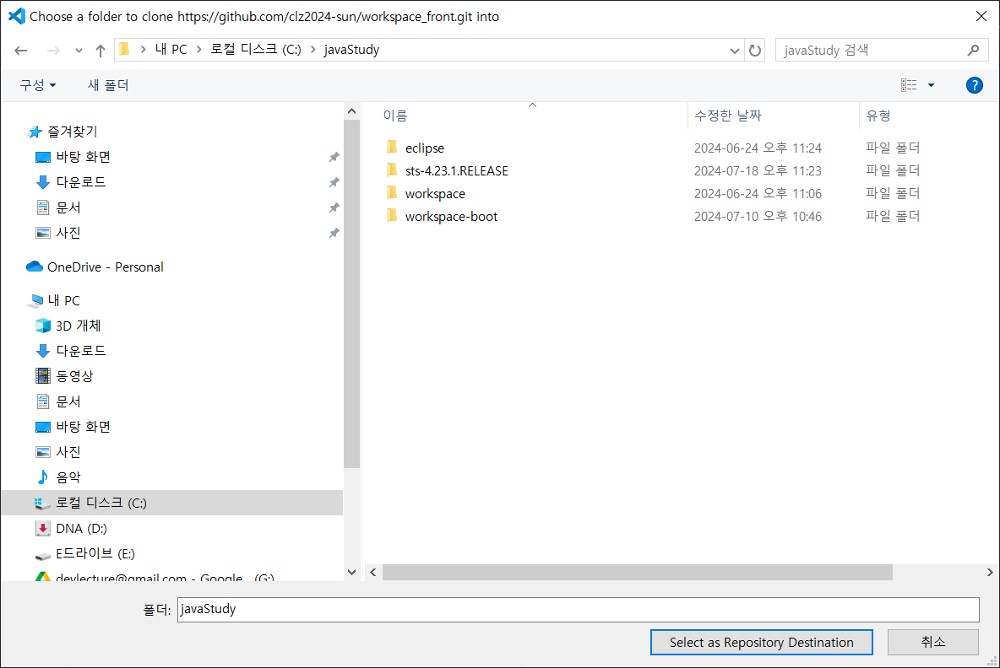 Choose a folder to clone https://github.com/clz2024-sun/workspace_front.git into
내 PC > 로컬 디스크 (C:) > javaStudy
javaStudy 검색
구성
새 폴더
?
즐겨찾기
바탕 화면
다운로드
문서
사진
OneDrive - Personal
내 PC
3D 개체
다운로드
동영상
문서
바탕 화면
사진
음악
로컬 디스크 (C:)
DNA (D:)
E드라이브 (E:)
devlecture@gmail.com - Google... (G:)
이름 수정한 날짜 유형
eclipse 2024-06-24 오후 11:24 파일 폴더
sts-4.23.1.RELEASE 2024-07-18 오후 11:23 파일 폴더
workspace 2024-06-24 오후 11:06 파일 폴더
workspace-boot 2024-07-10 오후 10:46 파일 폴더
폴더: javaStudy
Select as Repository Destination
취소